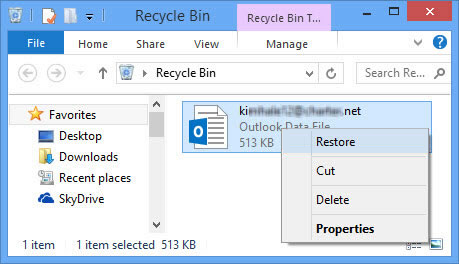 Recycle Bin
Recycle Bin T...
File
Home
Share
View
Manage
Recycle Bin
Search Re...
Favorites
Desktop
Downloads
Recent places
SkyDrive
.net
Outlook Data File
513 KB
Restore
Cut
Delete
Properties
1 item
1 item selected 513 KB